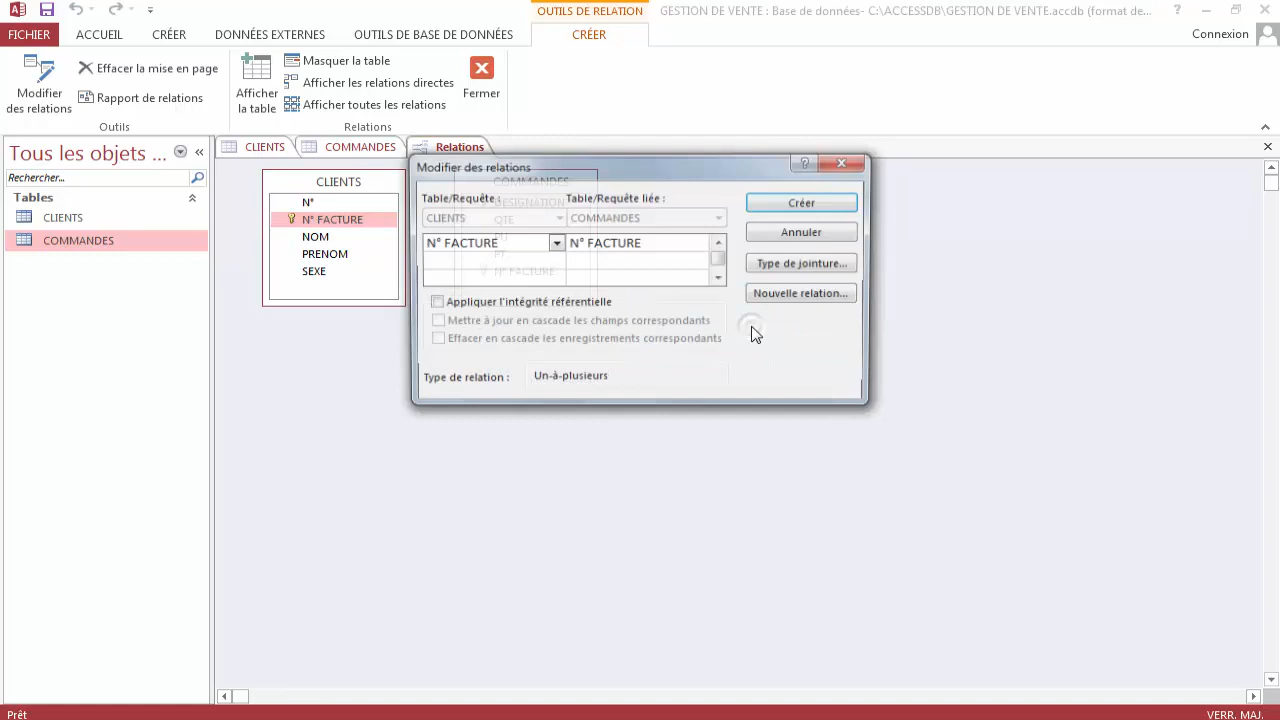 OUTILS DE RELATION
GESTION DE VENTE : Base de données- C:\ACCESSDB\GESTION DE VENTE.accdb (format de...
FICHIER
ACCUEIL
CRÉER
DONNÉES EXTERNES
OUTILS DE BASE DE DONNÉES
CRÉER
Connexion
Modifier
des relations
Effacer la mise en page
Rapport de relations
Outils
Afficher
la table
Masquer la table
Afficher les relations directes
Afficher toutes les relations
Relations
Fermer
Tous les objets ...
Rechercher...
Tables
CLIENTS
COMMANDES
CLIENTS
COMMANDES
Relations
CLIENTS
N°
N° FACTURE
NOM
PRENOM
SEXE
COMMANDES
DESIGNATION
QTE
PU
PT
N° FACTURE
Modifier des relations
Table/Requête :
Table/Requête liée :
CLIENTS
COMMANDES
N° FACTURE
N° FACTURE
Créer
Annuler
Type de jointure...
Nouvelle relation...
Appliquer l'intégrité référentielle
Mettre à jour en cascade les champs correspondants
Effacer en cascade les enregistrements correspondants
Type de relation :
Un-à-plusieurs
Prêt
VERR. MAJ.